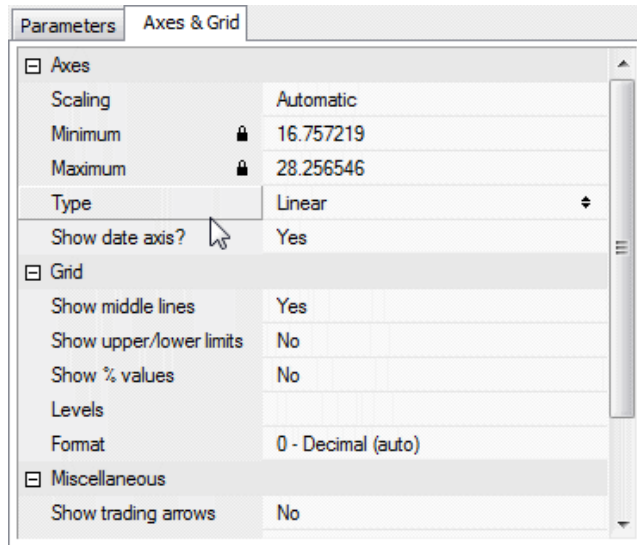 Parameters Axes & Grid
Axes
Scaling Automatic
Minimum 16.757219
Maximum 28.256546
Type Linear
Show date axis? Yes
Grid
Show middle lines Yes
Show upper/lower limits No
Show % values No
Levels
Format 0 - Decimal (auto)
Miscellaneous
Show trading arrows No